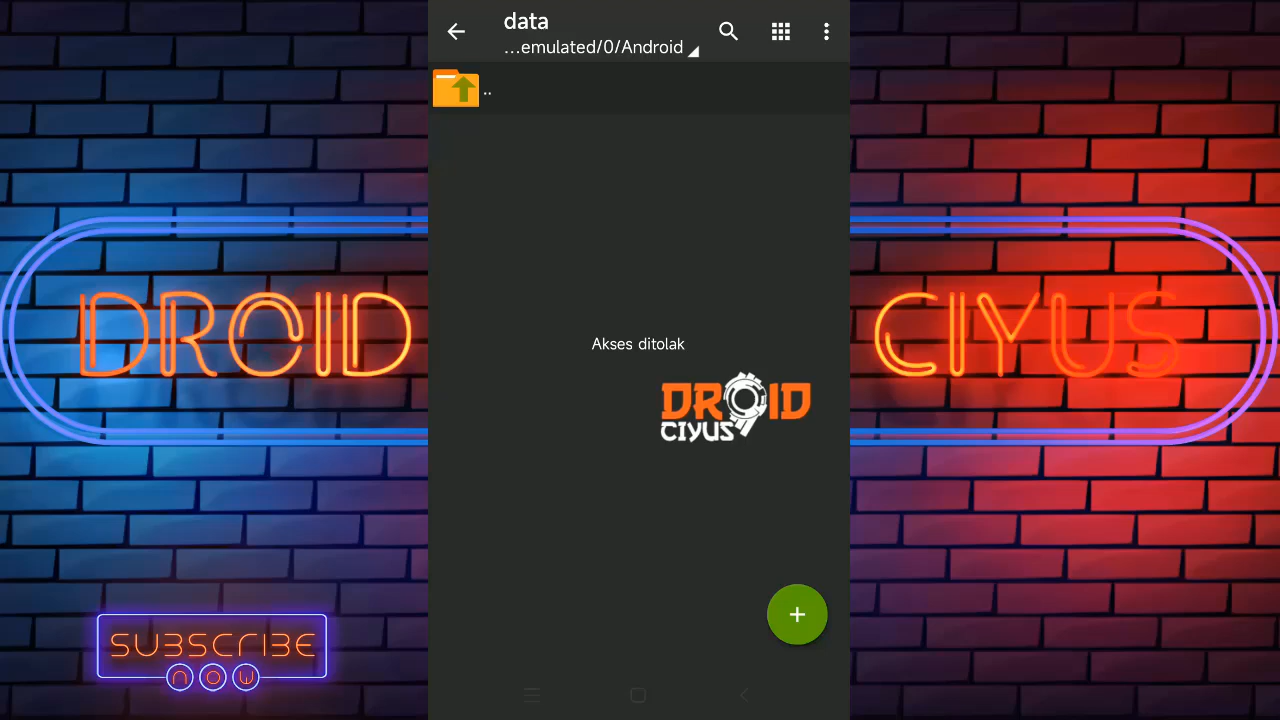 data
...emulated/0/Android
..
Akses ditolak
DROID
CIYUS
DROID
CIYUS
SUBSCRIBE
NOW